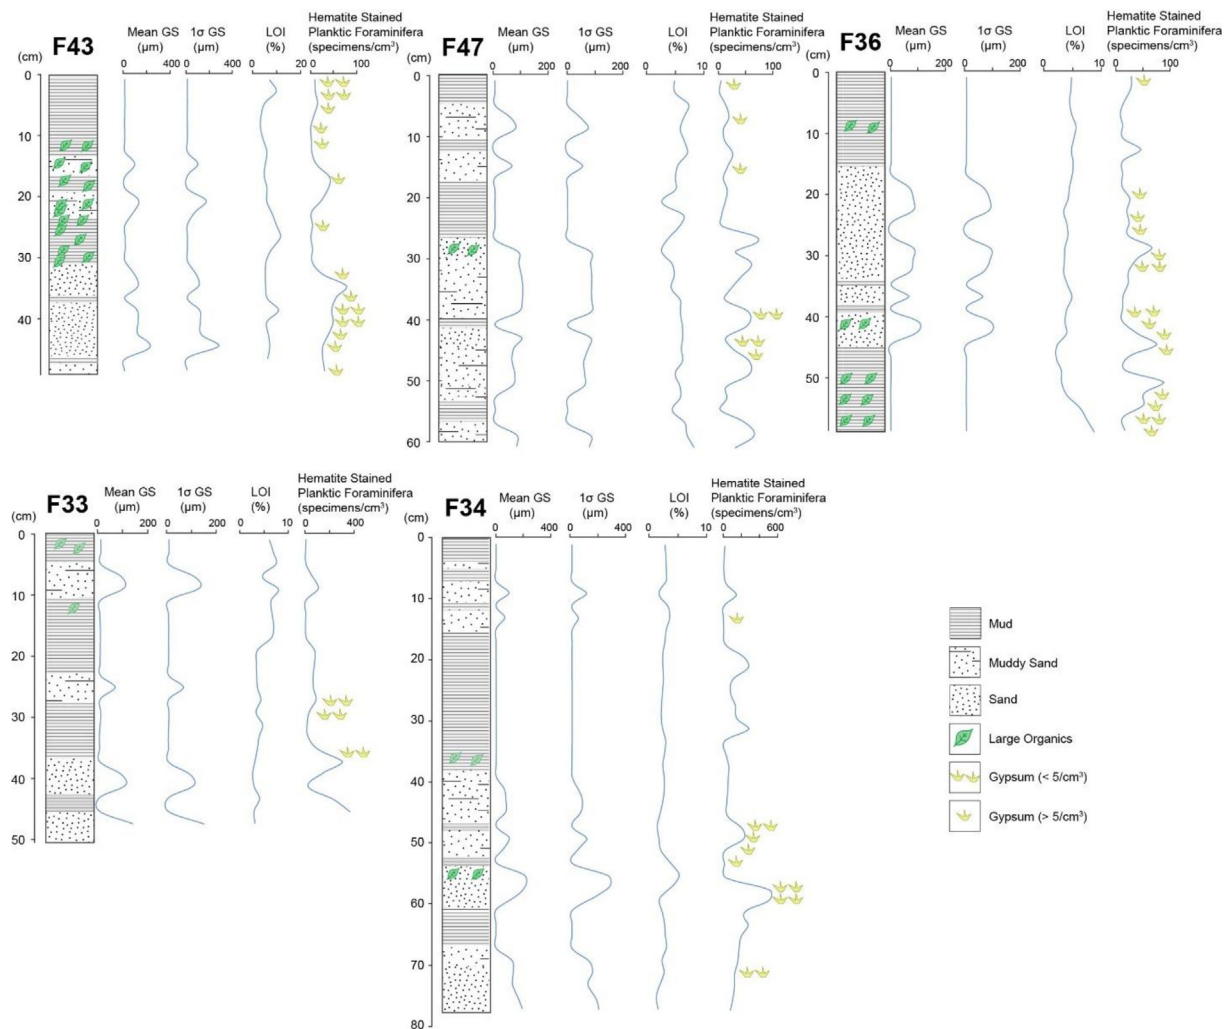 F43
Mean GS
(µm)
1σ GS
(µm)
LOI
(%)
Hematite Stained
Planktic Foraminifera
(specimens/cm³)
(cm)
0 400
0 400
0 20
0 200
0
10
20
30
40
F47
Mean GS
(µm)
1σ GS
(µm)
LOI
(%)
Hematite Stained
Planktic Foraminifera
(specimens/cm³)
(cm)
0 200
0 200
0 10
0 100
0
10
20
30
40
50
60
F36
Mean GS
(µm)
1σ GS
(µm)
LOI
(%)
Hematite Stained
Planktic Foraminifera
(specimens/cm³)
(cm)
0 200
0 200
0 10
0 100
0
10
20
30
40
50
F33
Mean GS
(µm)
1σ GS
(µm)
LOI
(%)
Hematite Stained
Planktic Foraminifera
(specimens/cm³)
(cm)
0 200
0 200
0 10
0 400
0
10
20
30
40
50
F34
Mean GS
(µm)
1σ GS
(µm)
LOI
(%)
Hematite Stained
Planktic Foraminifera
(specimens/cm³)
(cm)
0 400
0 400
0 10
0 600
0
10
20
30
40
50
60
70
80
Mud
Muddy Sand
Sand
Large Organics
Gypsum (< 5/cm³)
Gypsum (> 5/cm³)